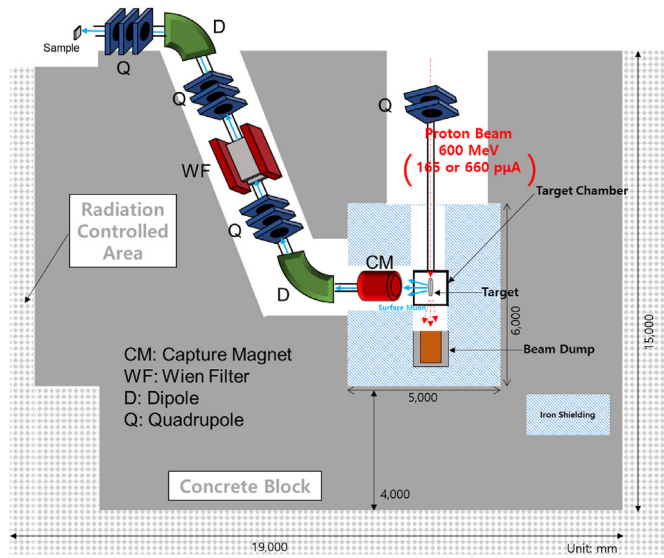 Sample
Q
D
Q
WF
Q
D
Q
Proton Beam
600 MeV
( 165 or 660 pμA )
Target Chamber
Radiation
Controlled
Area
CM
Surface Muon
Target
Beam Dump
6,000
15,000
5,000
CM: Capture Magnet
WF: Wien Filter
D: Dipole
Q: Quadrupole
Iron Shielding
Concrete Block
4,000
19,000
Unit: mm